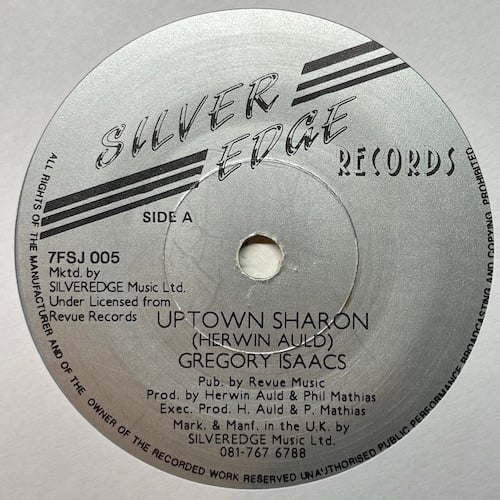 SILVER
EDGE
RECORDS
SIDE A
7FSJ 005
Mktd. by
SILVEREDGE Music Ltd.
Under Licensed from
Revue Records
UPTOWN SHARON
(HERWIN AULD)
GREGORY ISAACS
Pub. by Revue Music
Prod. by Herwin Auld & Phil Mathias
Exec. Prod. H. Auld & P. Mathias
Mark. & Manf. in the U.K. by
SILVEREDGE Music Ltd.
081-767 6788
ALL RIGHTS OF THE MANUFACTURER AND OF THE OWNER OF THE RECORDED WORK RESERVED UNAUTHORISED PUBLIC PERFORMANCE BROADCASTING AND COPYING PROHIBITED